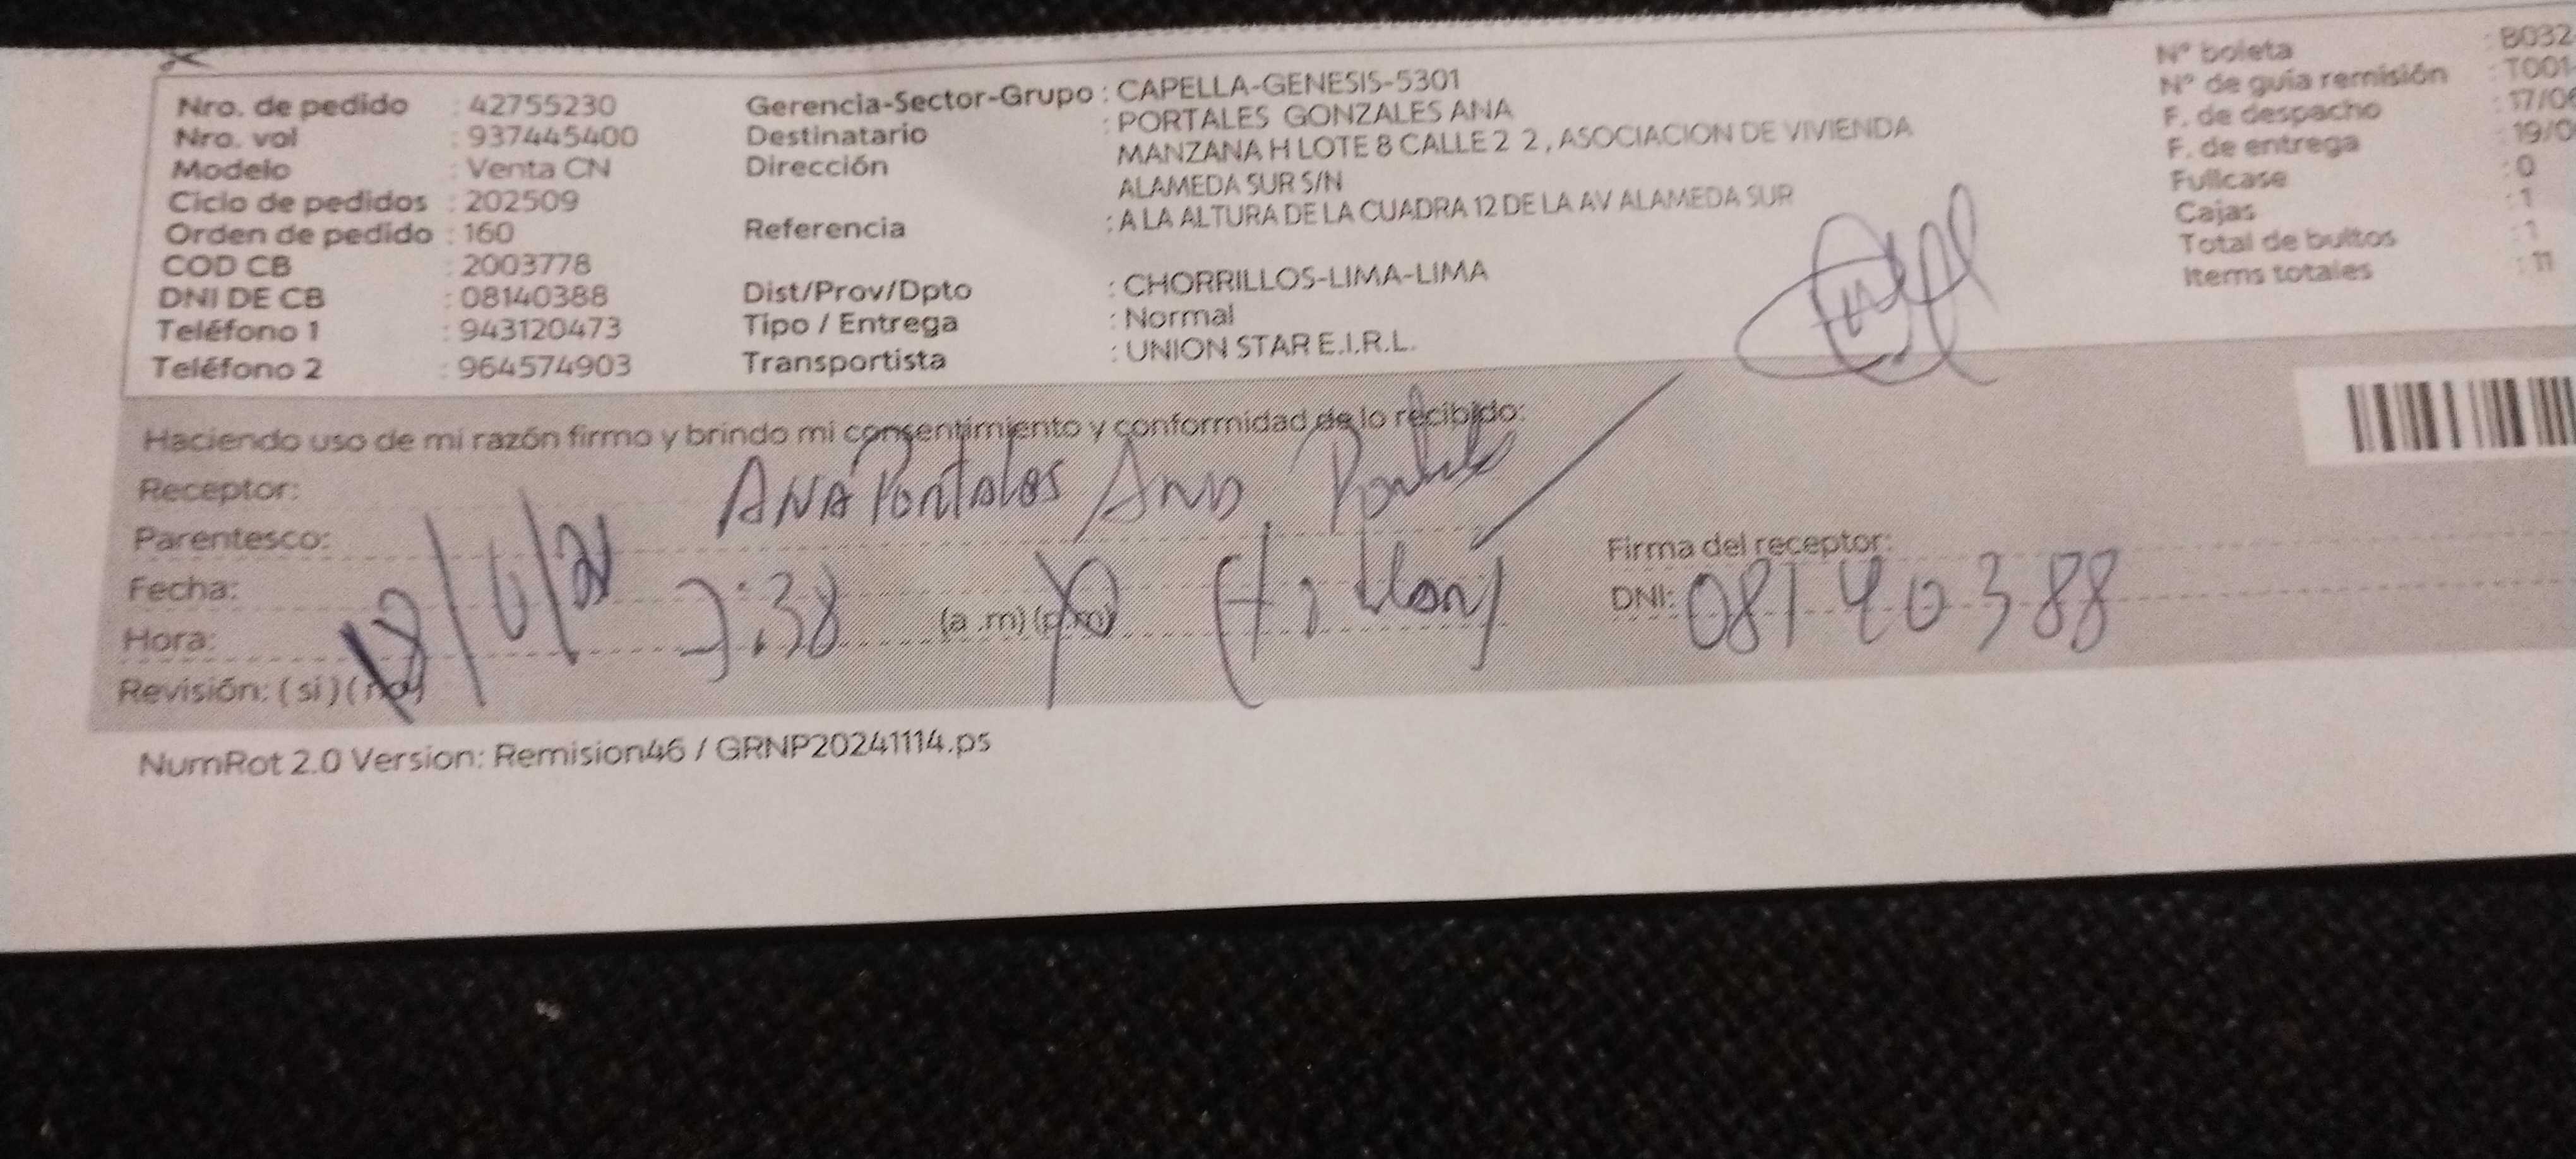 Nro. de pedido : 42755230
Nro. vol : 937445400
Modelo : Venta CN
Ciclo de pedidos : 202509
Orden de pedido : 160
COD CB : 2003778
DNI DE CB : 08140388
Teléfono 1 : 943120473
Teléfono 2 : 964574903
Gerencia-Sector-Grupo : CAPELLA-GENESIS-5301
Destinatario : PORTALES GONZALES ANA
Dirección MANZANA H LOTE 8 CALLE 2 2 , ASOCIACION DE VIVIENDA
ALAMEDA SUR S/N
Referencia : A LA ALTURA DE LA CUADRA 12 DE LA AV ALAMEDA SUR
Dist/Prov/Dpto : CHORRILLOS-LIMA-LIMA
Tipo / Entrega : Normal
Transportista : UNION STAR E.I.R.L.
N° boleta : B032
N° de guía remisión : T001-
F. de despacho : 17/06
F. de entrega : 19/0
Fullcase : 0
Cajas : 1
Total de bultos : 1
Items totales : 11
Haciendo uso de mi razón firmo y brindo mi consentimiento y conformidad de lo recibido:
Receptor: ANA Portales
Parentesco:
Fecha:
Hora: :38 (a .m) (p.m)
Revisión: ( si ) ( no )
Firma del receptor:
DNI: 08140388
NumRot 2.0 Version: Remision46 / GRNP20241114.ps